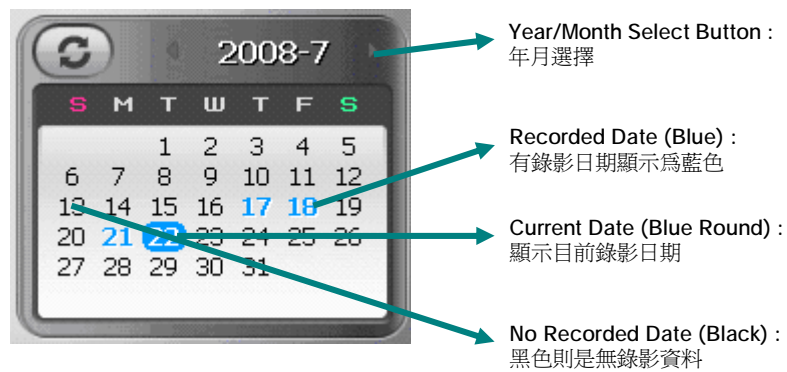 2008-7
S M T W T F S
1 2 3 4 5
6 7 8 9 10 11 12
13 14 15 16 17 18 19
20 21 22 23 24 25 26
27 28 29 30 31
Year/Month Select Button :
年月選擇
Recorded Date (Blue) :
有錄影日期顯示爲藍色
Current Date (Blue Round) :
顯示目前錄影日期
No Recorded Date (Black) :
黑色則是無錄影資料